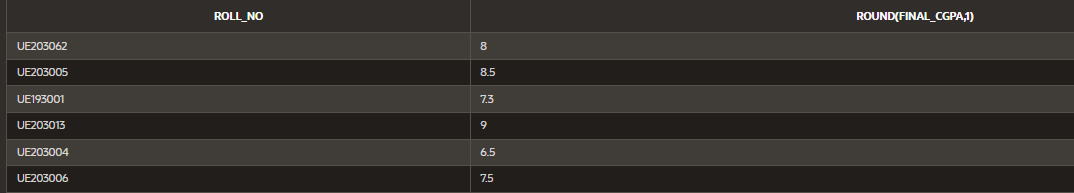 ROLL_NO ROUND(FINAL_CGPA,1)
UE203062 8
UE203005 8.5
UE193001 7.3
UE203013 9
UE203004 6.5
UE203006 7.5